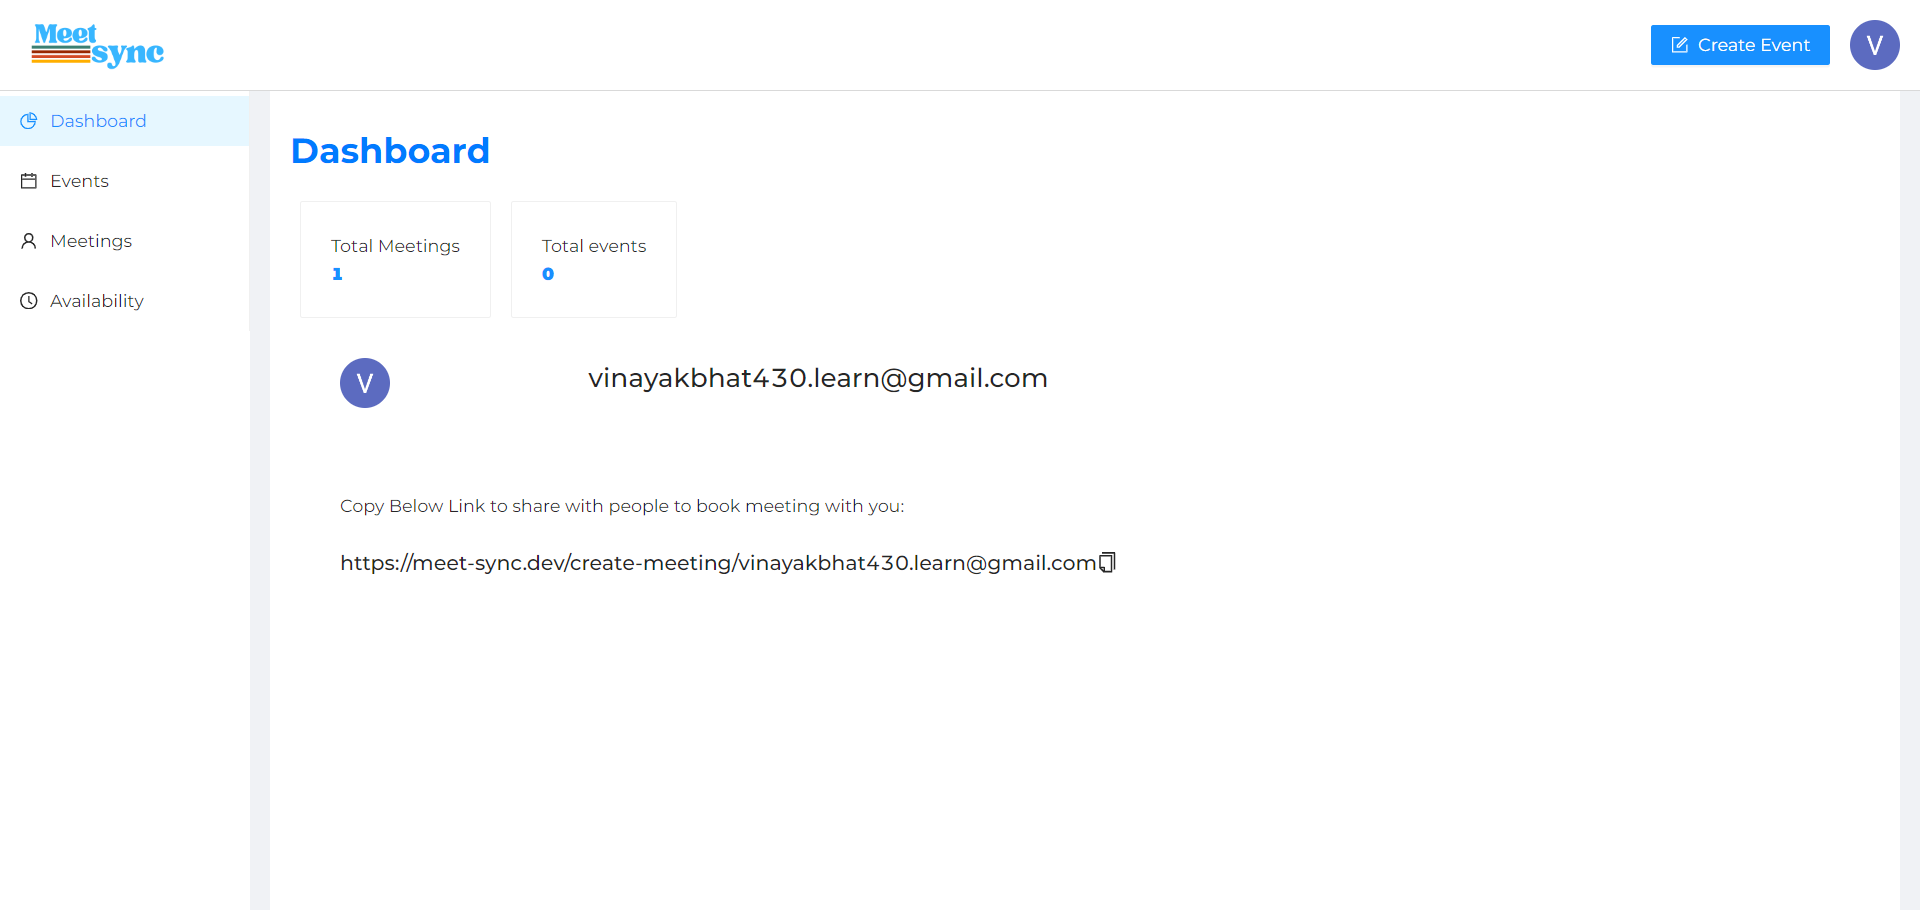 Meet
sync
Create Event
V
Dashboard
Events
Meetings
Availability
Dashboard
Total Meetings
1
Total events
0
V
vinayakbhat430.learn@gmail.com
Copy Below Link to share with people to book meeting with you:
https://meet-sync.dev/create-meeting/vinayakbhat430.learn@gmail.com